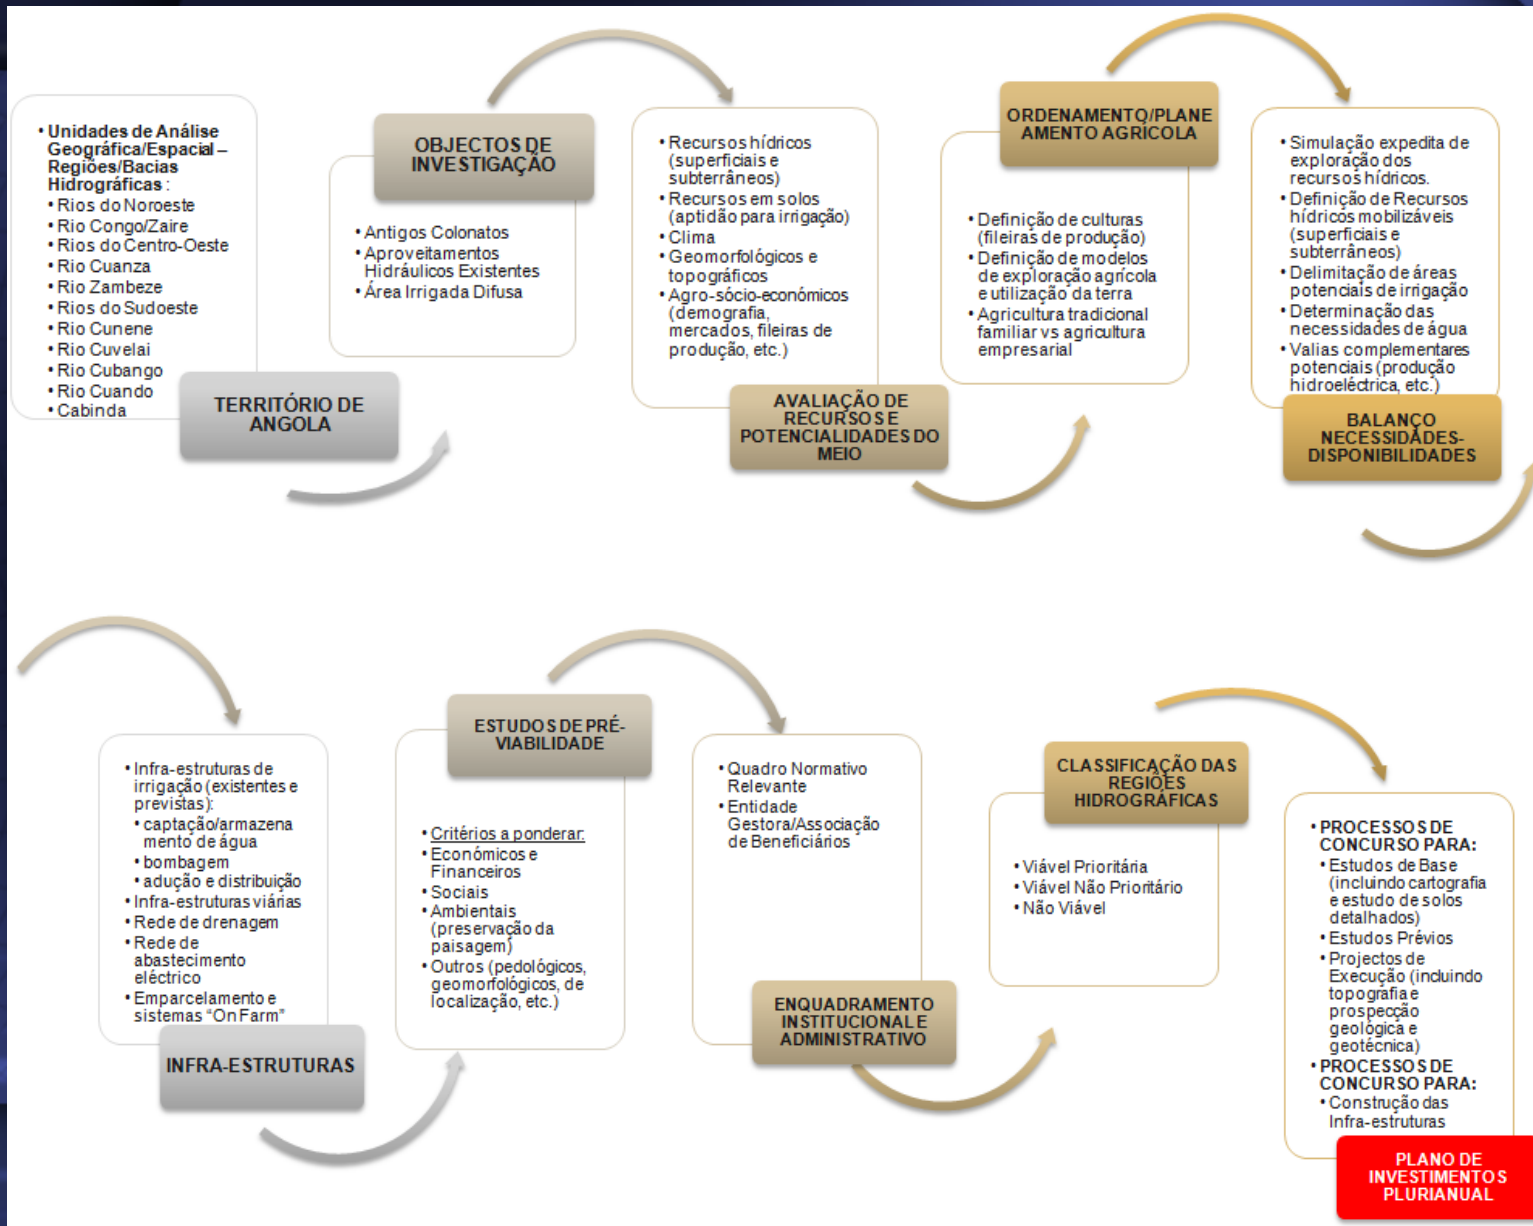 • Unidades de Análise
Geográfica/Espacial –
Regiões/Bacias
Hidrográficas :
• Rios do Noroeste
• Rio Congo/Zaire
• Rios do Centro-Oeste
• Rio Cuanza
• Rio Zambeze
• Rios do Sudoeste
• Rio Cunene
• Rio Cuvelai
• Rio Cubango
• Rio Cuando
• Cabinda
TERRITÓRIO DE
ANGOLA
OBJECTOS DE
INVESTIGAÇÃO
• Antigos Colonatos
• Aproveitamentos
Hidráulicos Existentes
• Área Irrigada Difusa
• Recursos hídricos
(superficiais e
subterrâneos)
• Recursos em solos
(aptidão para irrigação)
• Clima
• Geomorfológicos e
topográficos
• Agro-sócio-económicos
(demografia,
mercados, fileiras de
produção, etc.)
AVALIAÇÃO DE
RECURSOS E
POTENCIALIDADES DO
MEIO
ORDENAMENTO/PLANE
AMENTO AGRÍCOLA
• Definição de culturas
(fileiras de produção)
• Definição de modelos
de exploração agrícola
e utilização da terra
• Agricultura tradicional
familiar vs agricultura
empresarial
• Simulação expedita de
exploração dos
recursos hídricos.
• Definição de Recursos
hídricos mobilizáveis
(superficiais e
subterrâneos)
• Delimitação de áreas
potenciais de irrigação
• Determinação das
necessidades de água
• Valias complementares
potenciais (produção
hidroeléctrica, etc.)
BALANÇO
NECESSIDADES-
DISPONIBILIDADES
• Infra-estruturas de
irrigação (existentes e
previstas):
• captação/armazena
mento de água
• bombagem
• adução e distribuição
• Infra-estruturas viárias
• Rede de drenagem
• Rede de
abastecimento
eléctrico
• Emparcelamento e
sistemas “On Farm”
INFRA-ESTRUTURAS
ESTUDOS DE PRÉ-
VIABILIDADE
• Critérios a ponderar:
• Económicos e
Financeiros
• Sociais
• Ambientais
(preservação da
paisagem)
• Outros (pedológicos,
geomorfológicos, de
localização, etc.)
• Quadro Normativo
Relevante
• Entidade
Gestora/Associação
de Beneficiários
ENQUADRAMENTO
INSTITUCIONAL E
ADMINISTRATIVO
CLASSIFICAÇÃO DAS
REGIÕES
HIDROGRÁFICAS
• Viável Prioritária
• Viável Não Prioritário
• Não Viável
• PROCESSOS DE
CONCURSO PARA:
• Estudos de Base
(incluindo cartografia
e estudo de solos
detalhados)
• Estudos Prévios
• Projectos de
Execução (incluindo
topografia e
prospecção
geológica e
geotécnica)
• PROCESSOS DE
CONCURSO PARA:
• Construção das
Infra-estruturas
PLANO DE
INVESTIMENTOS
PLURIANUAL